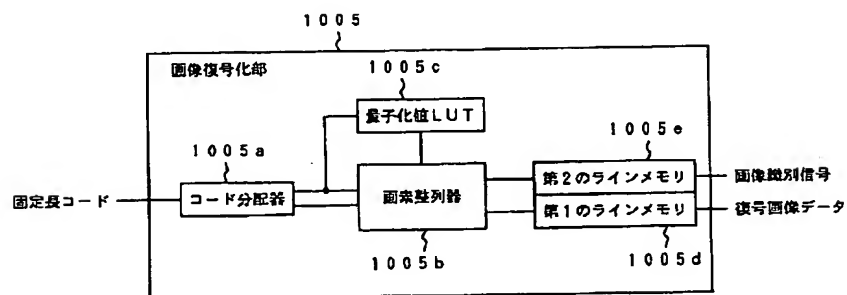 1005
画像復号化部
1005c
量子化値LUT
1005a
1005e
固定長コード
コード分配器
画素整列器
第2のラインメモリ
画像識別信号
第1のラインメモリ
復号画像データ
1005b
1005d